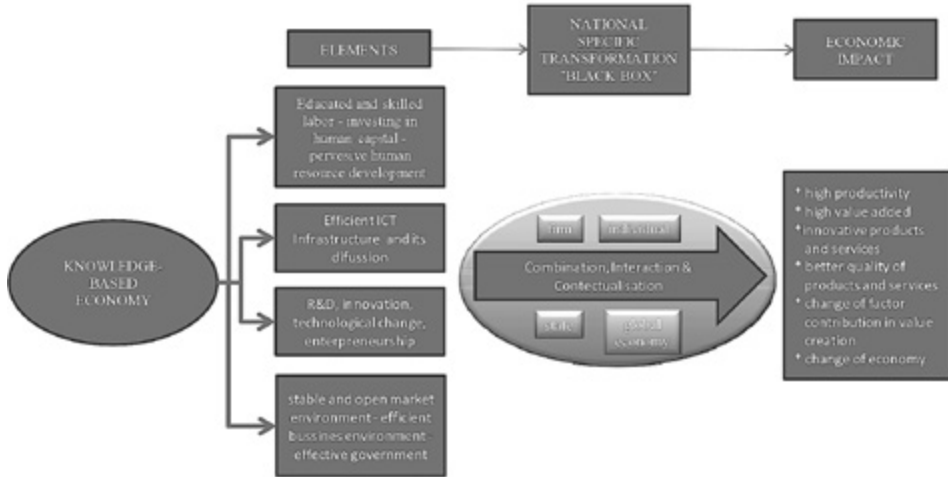 ELEMENTS
NATIONAL
SPECIFIC
TRANSFORMATION
"BLACK BOX"
ECONOMIC
IMPACT
KNOWLEDGE-
BASED
ECONOMY
Educated and skilled
labor - investing in
human capital -
pervesive human
resource development
Efficient ICT
Infrastructure and its
difussion
R&D, innovation,
technological change,
enterpreneurship
stable and open market
environment - efficient
bussines environment -
effective government
firm
individual
Combination, Interaction &
Contectualisation
state
global
economy
* high productivity
* high value added
*innovative products
and services
* better quality of
products and services
* change of factor
contribution in value
creation
* change of economy